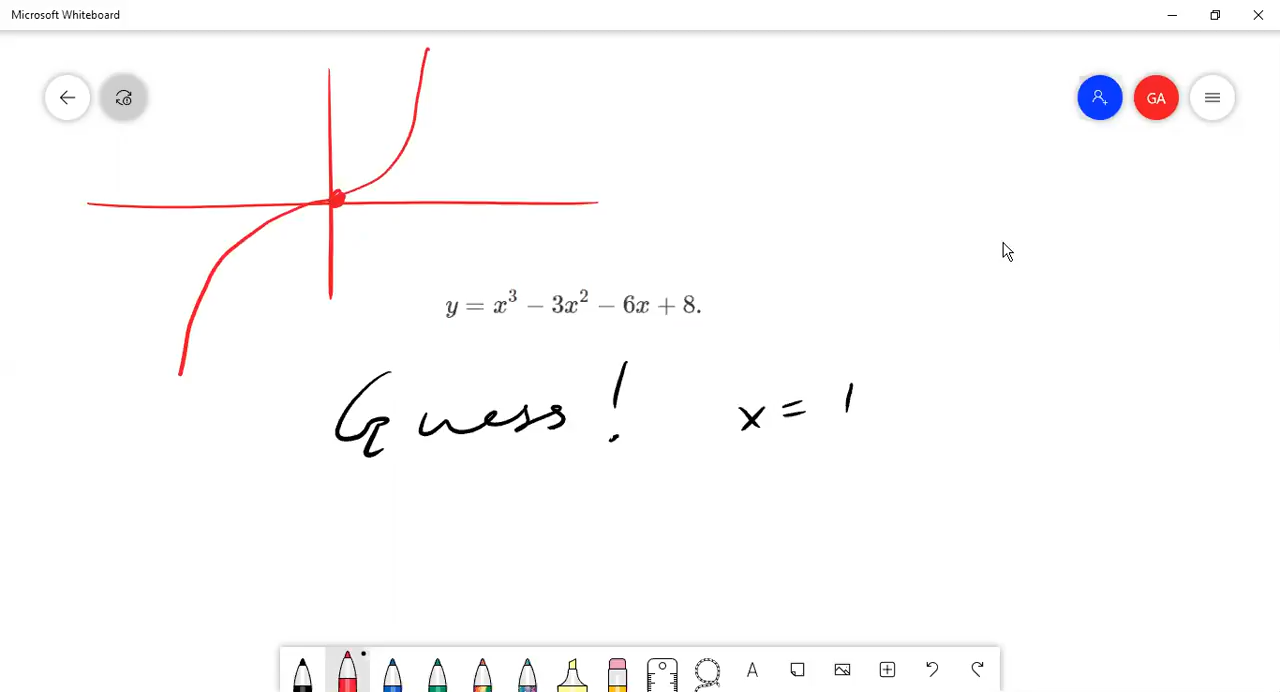 Microsoft Whiteboard
GA
y = x³ − 3x² − 6x + 8.
Guess! x = 1
A